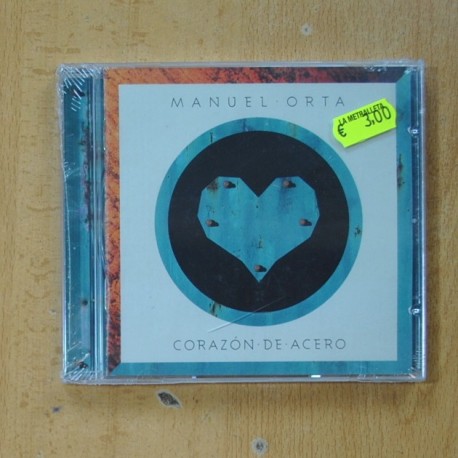 MANUEL · ORTA
LA METRALLETA
€ 3,00
CORAZÓN · DE · ACERO